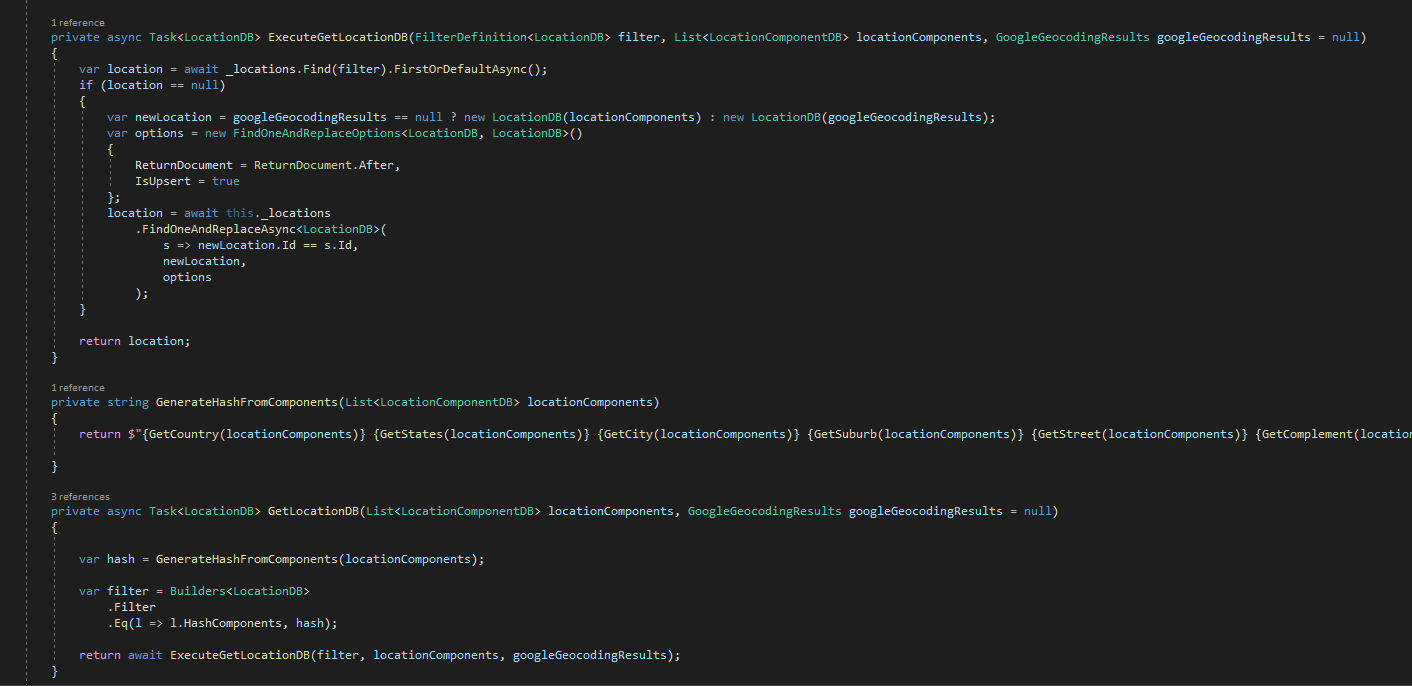 1 reference
private async Task<LocationDB> ExecuteGetLocationDB(FilterDefinition<LocationDB> filter, List<LocationComponentDB> locationComponents, GoogleGeocodingResults googleGeocodingResults = null)
{
var location = await _locations.Find(filter).FirstOrDefaultAsync();
if (location == null)
{
var newLocation = googleGeocodingResults == null ? new LocationDB(locationComponents) : new LocationDB(googleGeocodingResults);
var options = new FindOneAndReplaceOptions<LocationDB, LocationDB>()
{
ReturnDocument = ReturnDocument.After,
IsUpsert = true
};
location = await this._locations
.FindOneAndReplaceAsync<LocationDB>(
s => newLocation.Id == s.Id,
newLocation,
options
);
}
return location;
}
1 reference
private string GenerateHashFromComponents(List<LocationComponentDB> locationComponents)
{
return $"{GetCountry(locationComponents)} {GetStates(locationComponents)} {GetCity(locationComponents)} {GetSuburb(locationComponents)} {GetStreet(locationComponents)} {GetComplement(location
}
3 references
private async Task<LocationDB> GetLocationDB(List<LocationComponentDB> locationComponents, GoogleGeocodingResults googleGeocodingResults = null)
{
var hash = GenerateHashFromComponents(locationComponents);
var filter = Builders<LocationDB>
.Filter
.Eq(l => l.HashComponents, hash);
return await ExecuteGetLocationDB(filter, locationComponents, googleGeocodingResults);
}